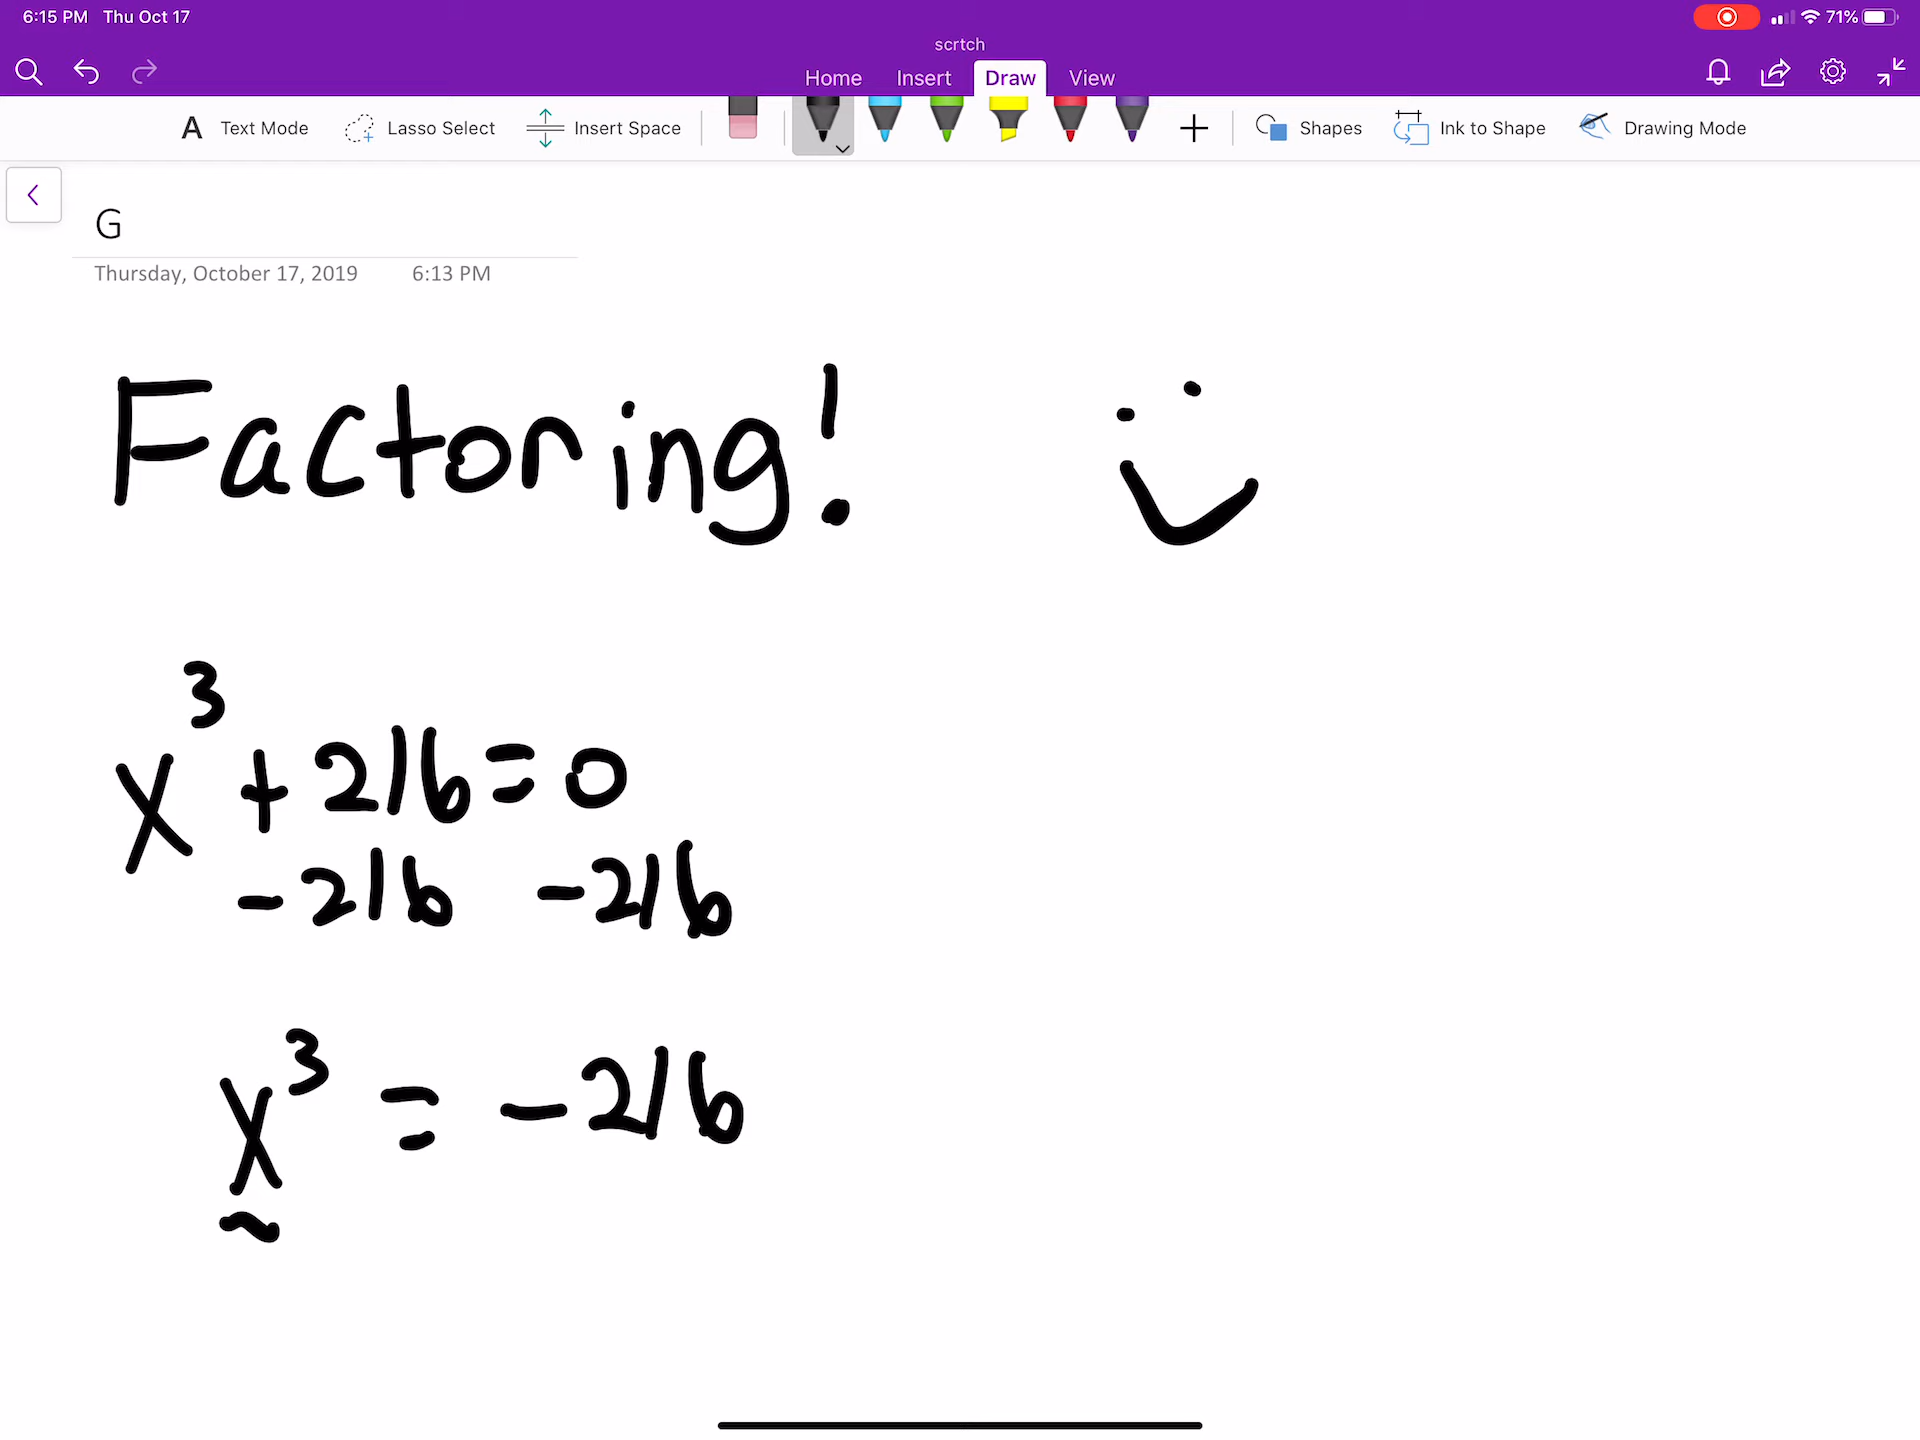 6:15 PM Thu Oct 17
71%
scrtch
Home Insert Draw View
A Text Mode Lasso Select Insert Space Shapes Ink to Shape Drawing Mode
G
Thursday, October 17, 2019 6:13 PM
Factoring!
x³ + 216 = 0
- 216 - 216
x³ = - 216